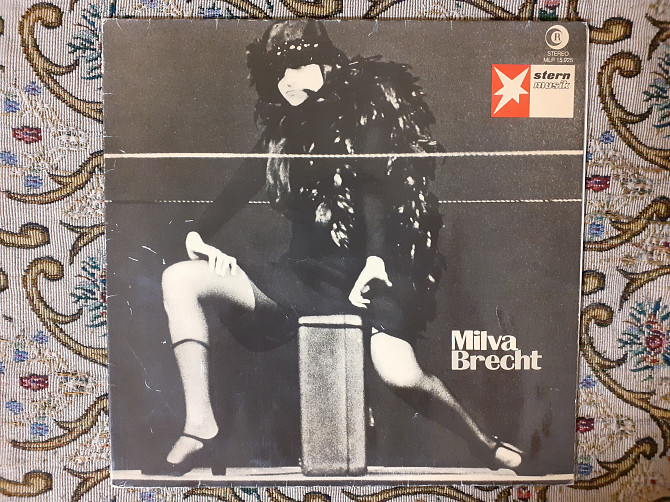 R
STEREO
MLP 15.925
stern
musik
Milva
Brecht